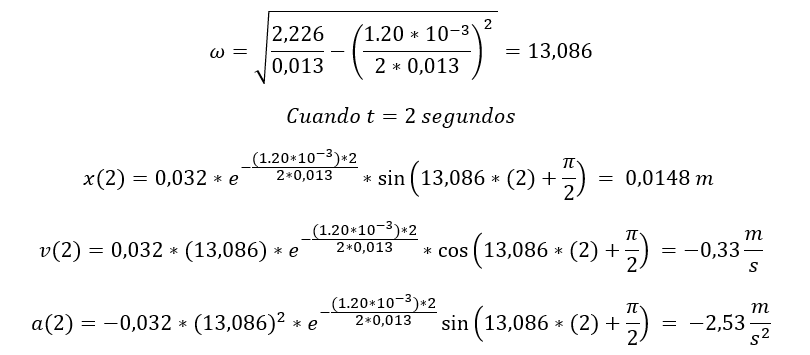 ω = √(2,226/0,013 − (1.20 * 10⁻³/2 * 0,013)²) = 13,086
Cuando t = 2 segundos
x(2) = 0,032 * e^(−(1.20*10⁻³)*2/2*0,013) * sin(13,086 * (2) + π/2) = 0,0148 m
v(2) = 0,032 * (13,086) * e^(−(1.20*10⁻³)*2/2*0,013) * cos(13,086 * (2) + π/2) = −0,33 m/s
a(2) = −0,032 * (13,086)² * e^(−(1.20*10⁻³)*2/2*0,013) sin(13,086 * (2) + π/2) = −2,53 m/s²